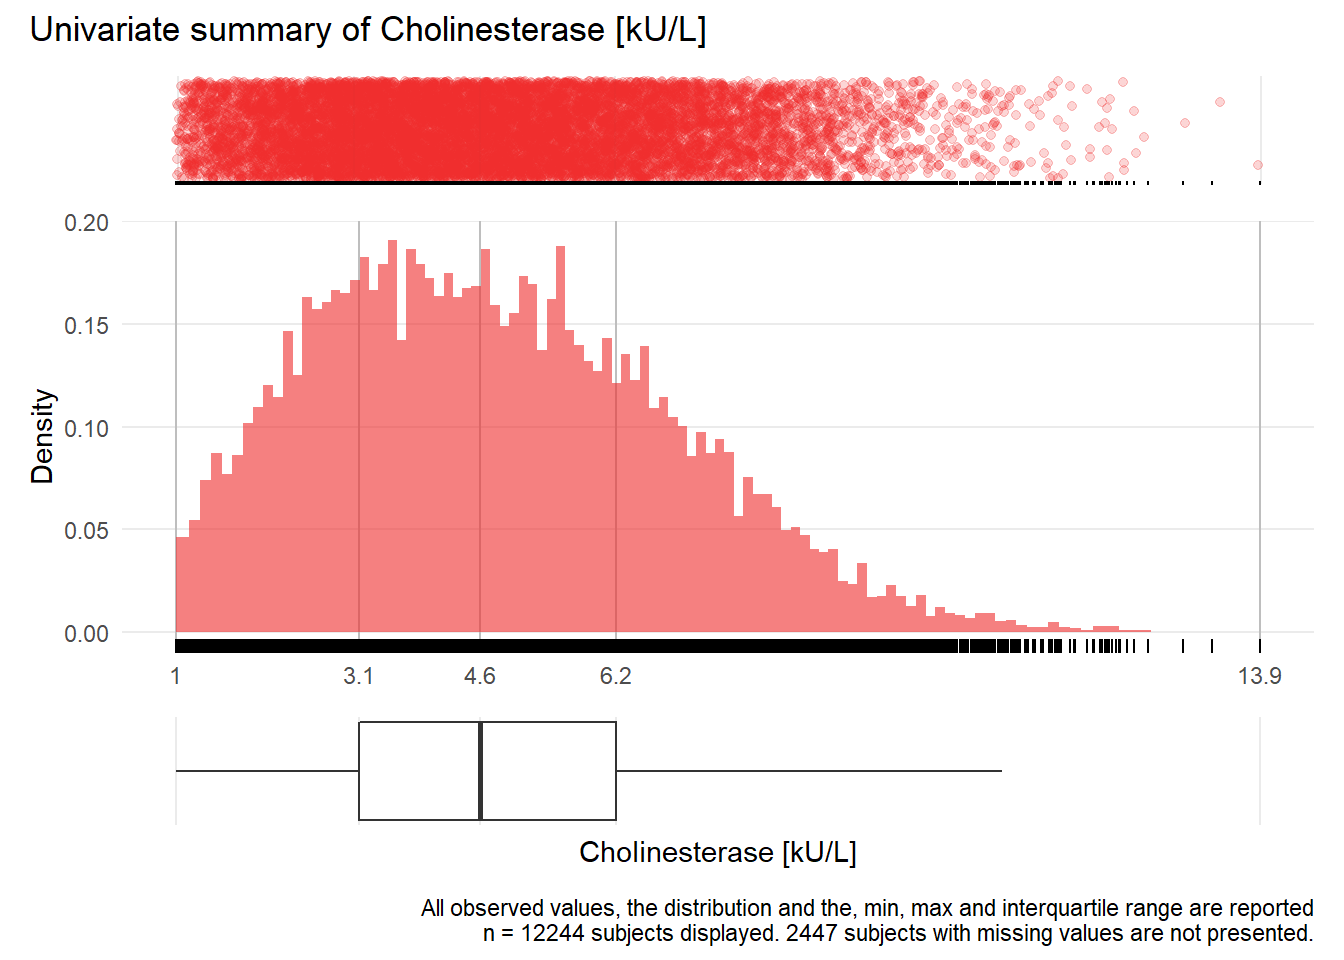 Univariate summary of Cholinesterase [kU/L]
0.20
0.15
0.10
0.05
0.00
Density
1 3.1 4.6 6.2 13.9
Cholinesterase [kU/L]
All observed values, the distribution and the, min, max and interquartile range are reported
n = 12244 subjects displayed. 2447 subjects with missing values are not presented.